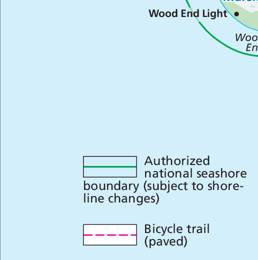 Wood End Light
Authorized
national seashore
boundary (subject to shore-
line changes)
Bicycle trail
(paved)